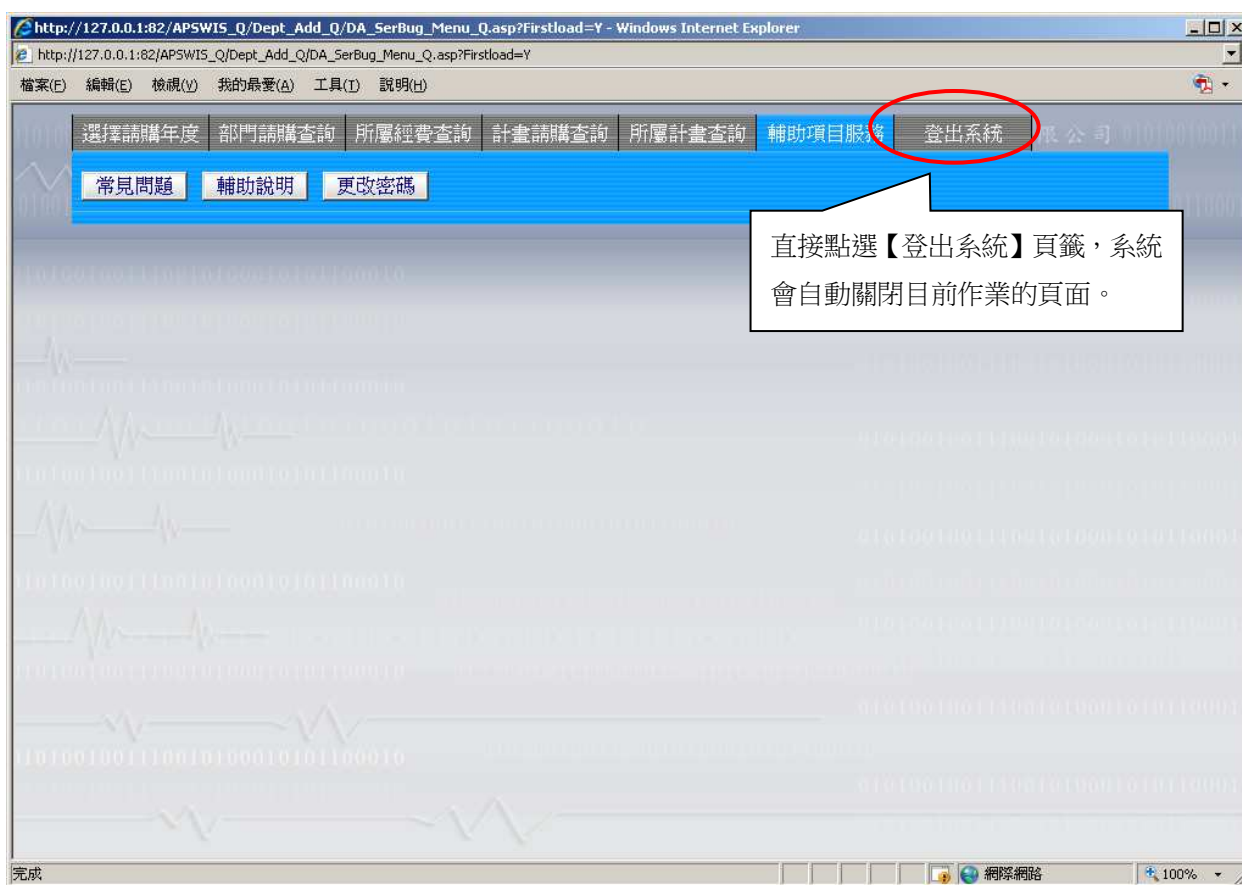 http://127.0.0.1:82/APSWIS_Q/Dept_Add_Q/DA_SerBug_Menu_Q.asp?Firstload=Y - Windows Internet Explorer
http://127.0.0.1:82/APSWIS_Q/Dept_Add_Q/DA_SerBug_Menu_Q.asp?Firstload=Y
檔案(F) 編輯(E) 檢視(V) 我的最愛(A) 工具(T) 說明(H)
選擇請購年度 部門請購查詢 所屬經費查詢 計畫請購查詢 所屬計畫查詢 輔助項目服務 登出系統 限公司
常見問題 輔助說明 更改密碼
直接點選【登出系統】頁籤,系統
會自動關閉目前作業的頁面。
完成 網際網路 100%